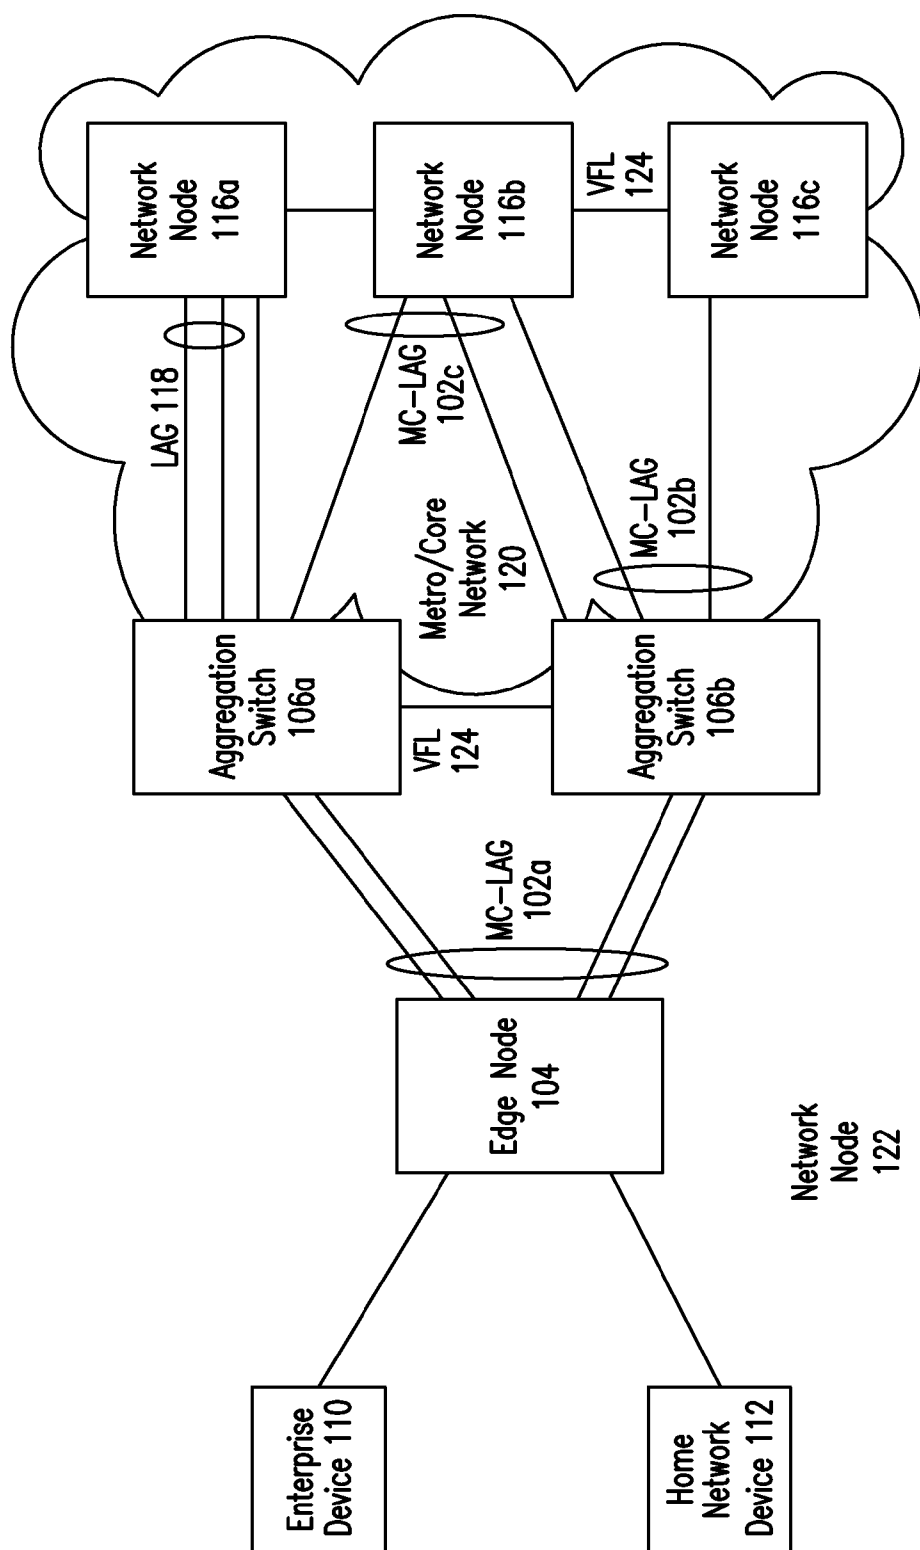 Enterprise
Device 110
Home
Network
Device 112
Edge Node
104
Network
Node
122
MC-LAG
102a
Aggregation
Switch
106a
VFL
124
Aggregation
Switch
106b
Metro/Core
Network
120
LAG 118
MC-LAG
102c
MC-LAG
102b
Network
Node
116a
Network
Node
116b
VFL
124
Network
Node
116c